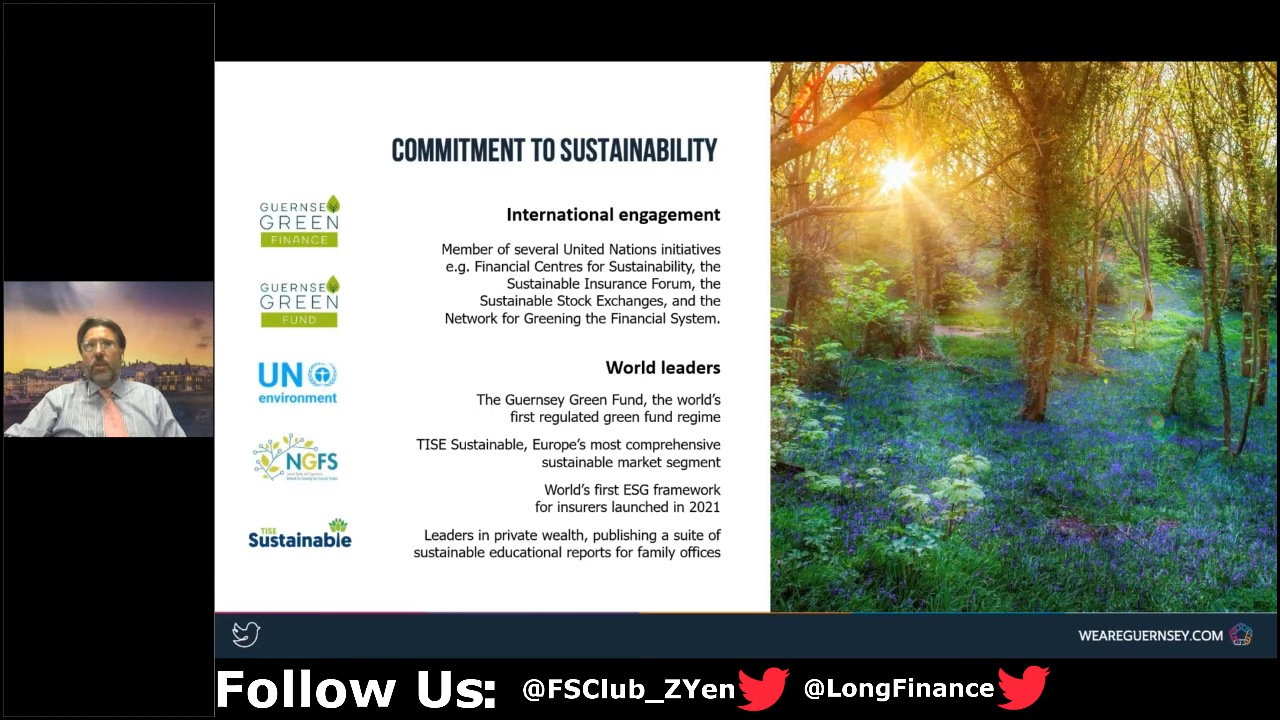 COMMITMENT TO SUSTAINABILITY
GUERNSEY
GREEN
FINANCE
International engagement
Member of several United Nations initiatives
e.g. Financial Centres for Sustainability, the
Sustainable Insurance Forum, the
Sustainable Stock Exchanges, and the
Network for Greening the Financial System.
GUERNSEY
GREEN
FUND
UN
environment
World leaders
The Guernsey Green Fund, the world’s
first regulated green fund regime
NGFS
TISE Sustainable, Europe’s most comprehensive
sustainable market segment
World’s first ESG framework
for insurers launched in 2021
TISE
Sustainable
Leaders in private wealth, publishing a suite of
sustainable educational reports for family offices
WEAREGUERNSEY.COM
Follow Us: @FSClub_ZYen @LongFinance